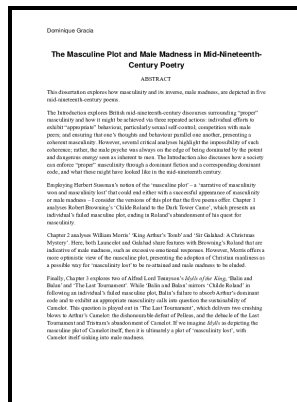 Dominique Gracia
The Masculine Plot and Male Madness in Mid-Nineteenth-
Century Poetry
ABSTRACT
This dissertation explores how masculinity and its inverse, male madness, are depicted in five
mid-nineteenth-century poems.
The Introduction explores British mid-nineteenth-century discourses surrounding “proper”
masculinity and how it might be achieved via three repeated actions: individual efforts to
exhibit “appropriate” behaviour, particularly sexual self-control; competition with male
peers; and ensuring that one’s thoughts and behaviour parallel one another, presenting a
coherent masculinity. However, several critical analyses highlight the impossibility of such
coherence; rather, the male psyche was always on the edge of being dominated by the potent
and dangerous energy seen as inherent to men. The Introduction also discusses how a society
can enforce “proper” masculinity through a dominant fiction and a corresponding dominant
code, and what these might have looked like in the mid-nineteenth century.
Employing Herbert Sussman’s notion of the ‘masculine plot’ – a “narrative of masculinity
won and masculinity lost” that could end either with a successful appearance of masculinity
or male madness – I consider the versions of this plot that the five poems offer. Chapter 1
analyses Robert Browning’s ‘Childe Roland to the Dark Tower Came’, which presents an
individual’s failed masculine plot, ending in Roland’s abandonment of his quest for
masculinity.
Chapter 2 analyses William Morris’ ‘King Arthur’s Tomb’ and ‘Sir Galahad: A Christmas
Mystery’. Here, both Launcelot and Galahad share features with Browning’s Roland that are
indicative of male madness, such as excessive emotional responses. However, Morris offers a
more optimistic view of the masculine plot, presenting the adoption of Christian manliness as
a possible way for ‘masculinity lost’ to be re-attained and male madness to be eluded.
Finally, Chapter 3 explores two of Alfred Lord Tennyson’s Idylls of the King, ‘Balin and
Balan’ and ‘The Last Tournament’. While ‘Balin and Balan’ mirrors ‘Childe Roland’ in
following an individual’s failed masculine plot, Balin’s failure to absorb Arthur’s dominant
code and to exhibit an appropriate masculinity calls into question the sustainability of
Camelot. This question is played out in ‘The Last Tournament’, which delivers two crushing
blows to Arthur’s Camelot: the dishonourable defeat of Pelleas, and the debacle of the Last
Tournament and Tristram’s abandonment of Camelot. If we imagine Idylls as depicting the
masculine plot of Camelot itself, then it is ultimately a plot of ‘masculinity lost’, with
Camelot itself sinking into male madness.